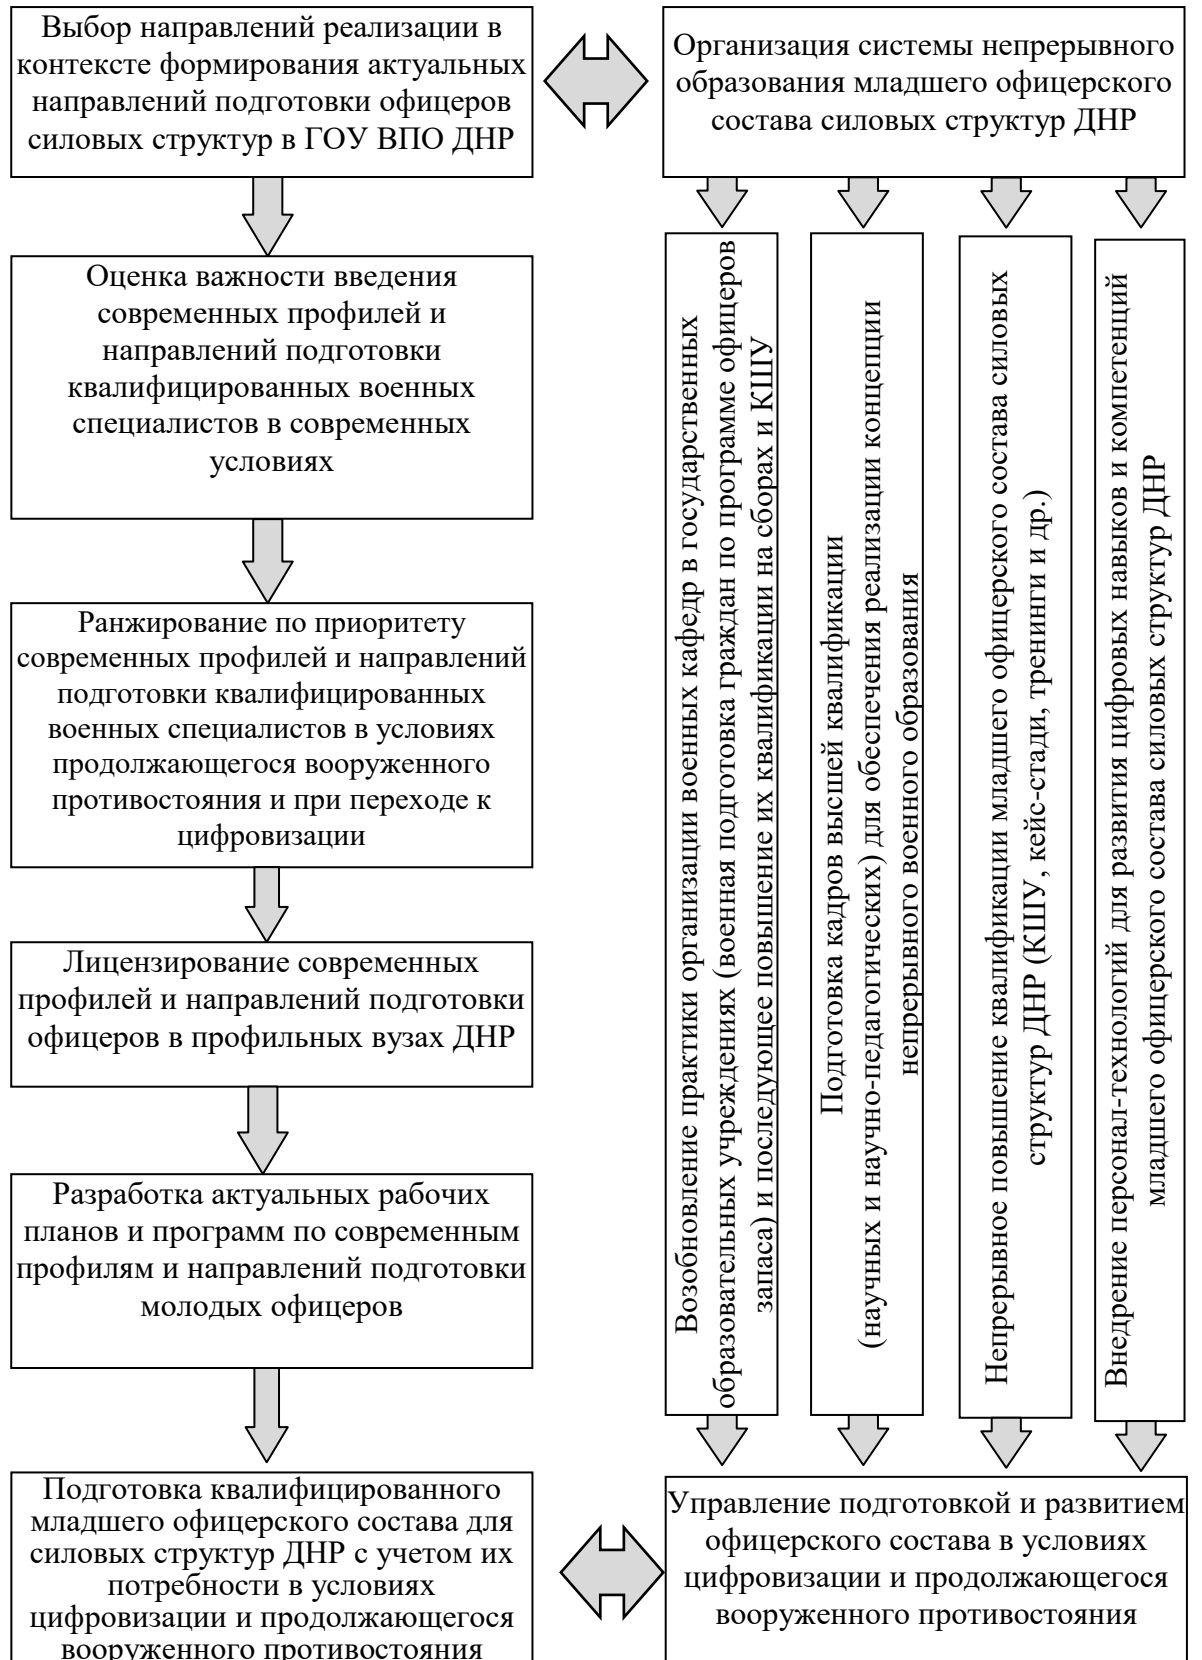 Выбор направлений реализации в
контексте формирования актуальных
направлений подготовки офицеров
силовых структур в ГОУ ВПО ДНР
Организация системы непрерывного
образования младшего офицерского
состава силовых структур ДНР
Оценка важности введения
современных профилей и
направлений подготовки
квалифицированных военных
специалистов в современных
условиях
Ранжирование по приоритету
современных профилей и направлений
подготовки квалифицированных
военных специалистов в условиях
продолжающегося вооруженного
противостояния и при переходе к
цифровизации
Лицензирование современных
профилей и направлений подготовки
офицеров в профильных вузах ДНР
Разработка актуальных рабочих
планов и программ по современным
профилям и направлений подготовки
молодых офицеров
Возобновление практики организации военных кафедр в государственных
образовательных учреждениях (военная подготовка граждан по программе офицеров
запаса) и последующее повышение их квалификации на сборах и КШУ
Подготовка кадров высшей квалификации
(научных и научно-педагогических) для обеспечения реализации концепции
непрерывного военного образования
Непрерывное повышение квалификации младшего офицерского состава силовых
структур ДНР (КШУ, кейс-стади, тренинги и др.)
Внедрение персонал-технологий для развития цифровых навыков и компетенций
младшего офицерского состава силовых структур ДНР
Подготовка квалифицированного
младшего офицерского состава для
силовых структур ДНР с учетом их
потребности в условиях
цифровизации и продолжающегося
вооруженного противостояния
Управление подготовкой и развитием
офицерского состава в условиях
цифровизации и продолжающегося
вооруженного противостояния